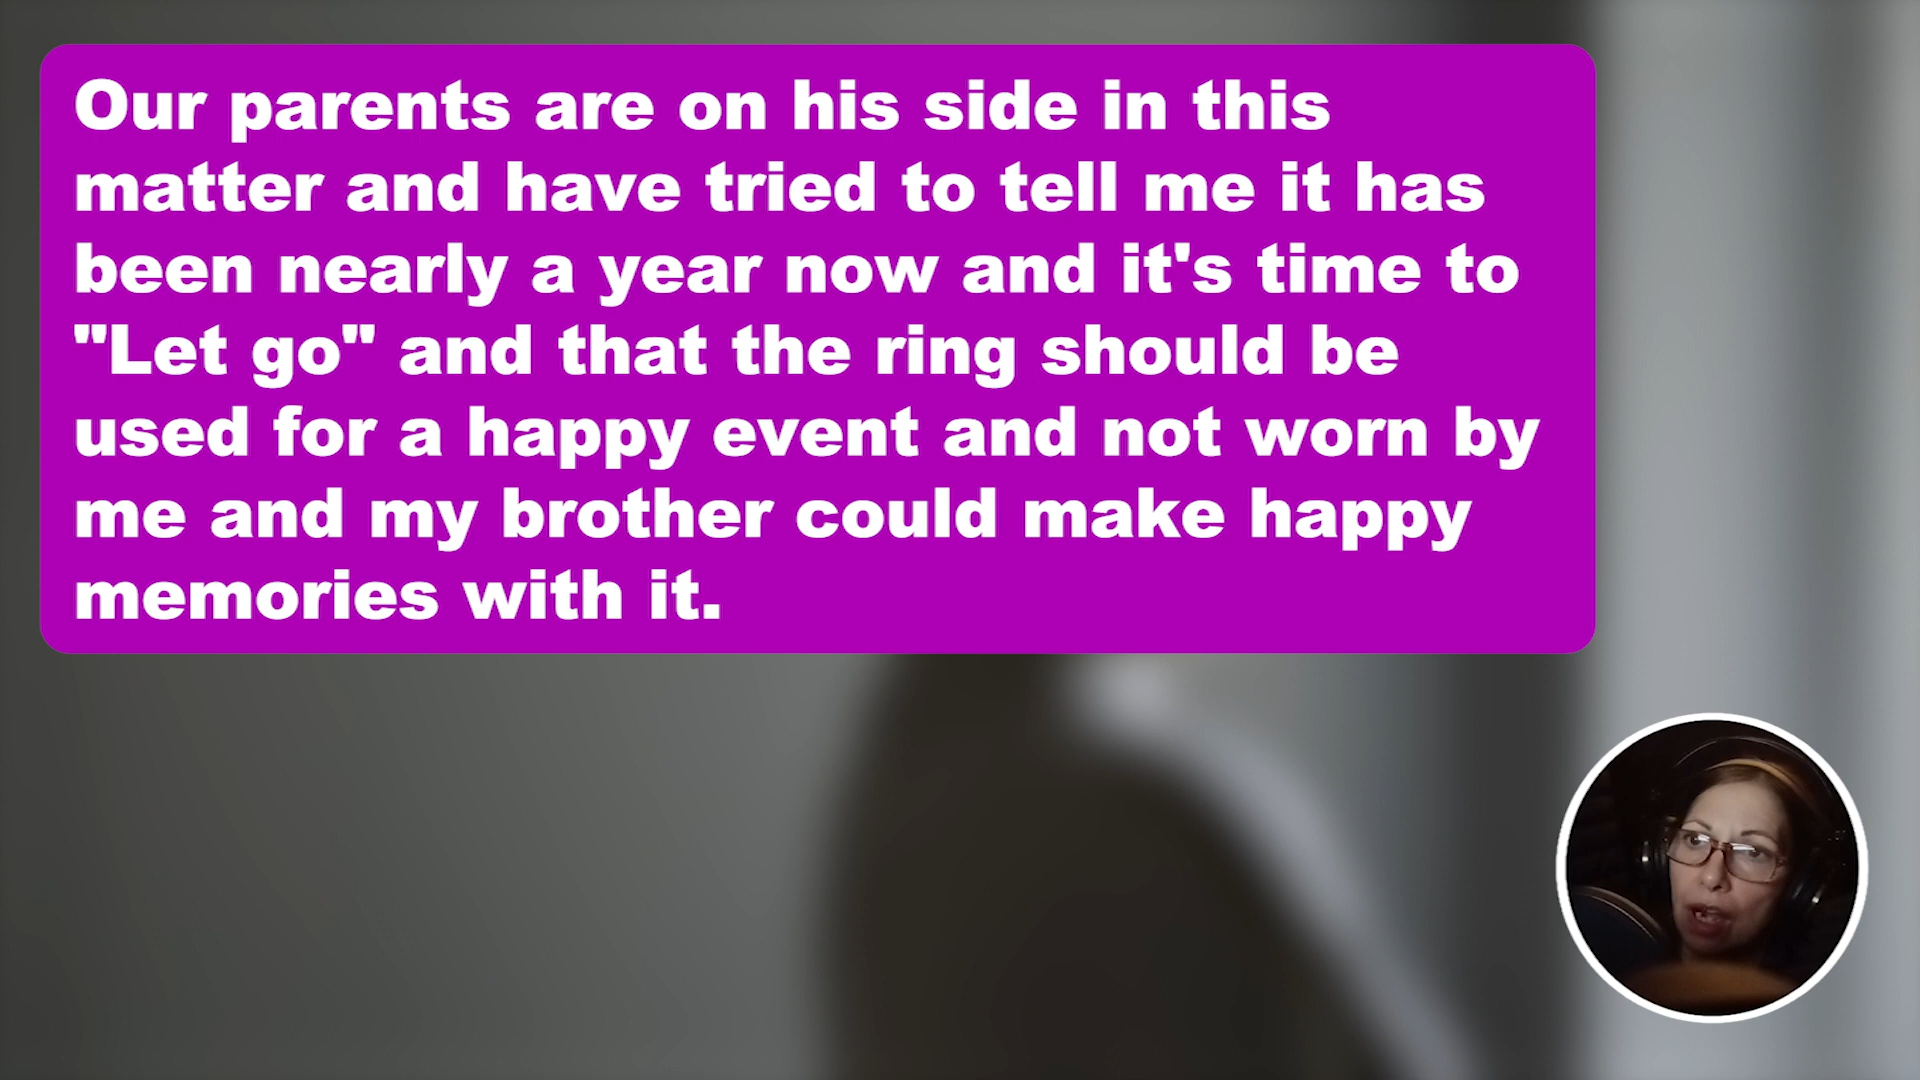 Our parents are on his side in this
matter and have tried to tell me it has
been nearly a year now and it's time to
"Let go" and that the ring should be
used for a happy event and not worn by
me and my brother could make happy
memories with it.